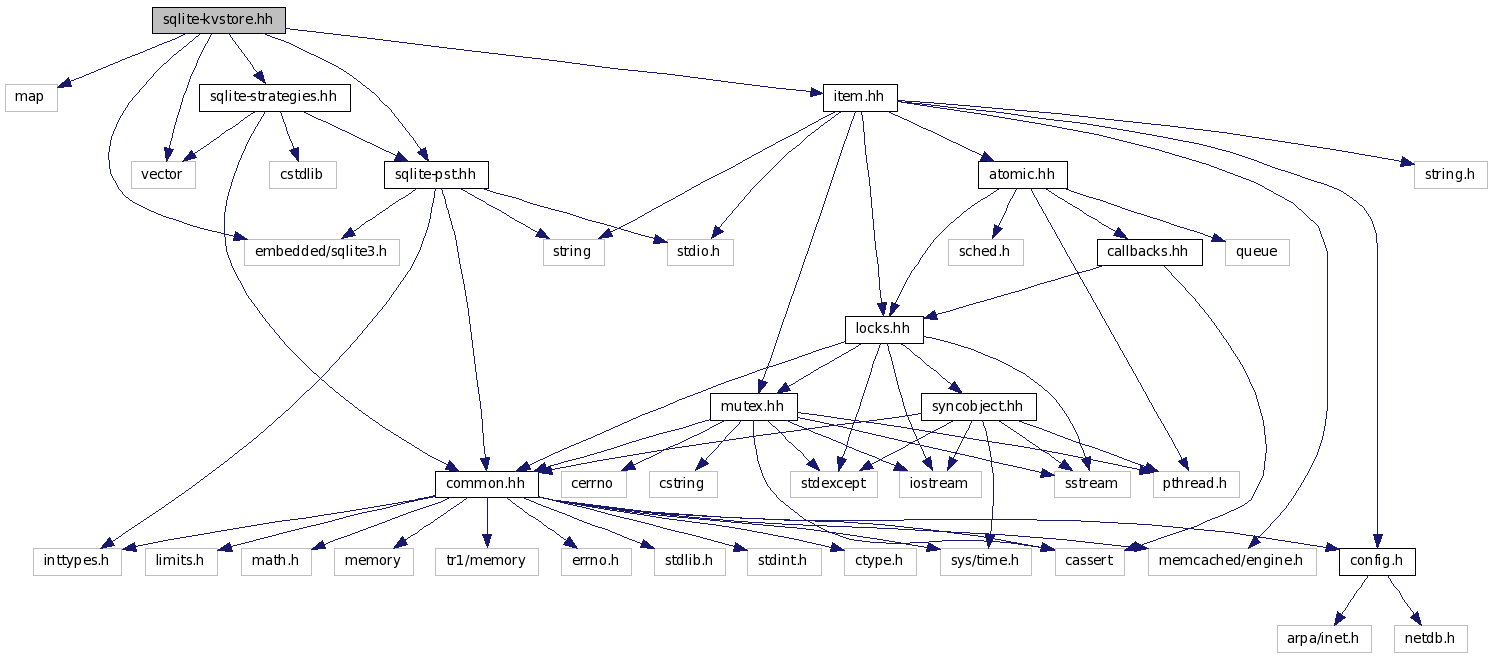 sqlite-kvstore.hh
map
sqlite-strategies.hh
item.hh
vector
cstdlib
sqlite-pst.hh
atomic.hh
string.h
embedded/sqlite3.h
string
stdio.h
sched.h
callbacks.hh
queue
locks.hh
mutex.hh
syncobject.hh
common.hh
cerrno
cstring
stdexcept
iostream
sstream
pthread.h
inttypes.h
limits.h
math.h
memory
tr1/memory
errno.h
stdlib.h
stdint.h
ctype.h
sys/time.h
cassert
memcached/engine.h
config.h
arpa/inet.h
netdb.h